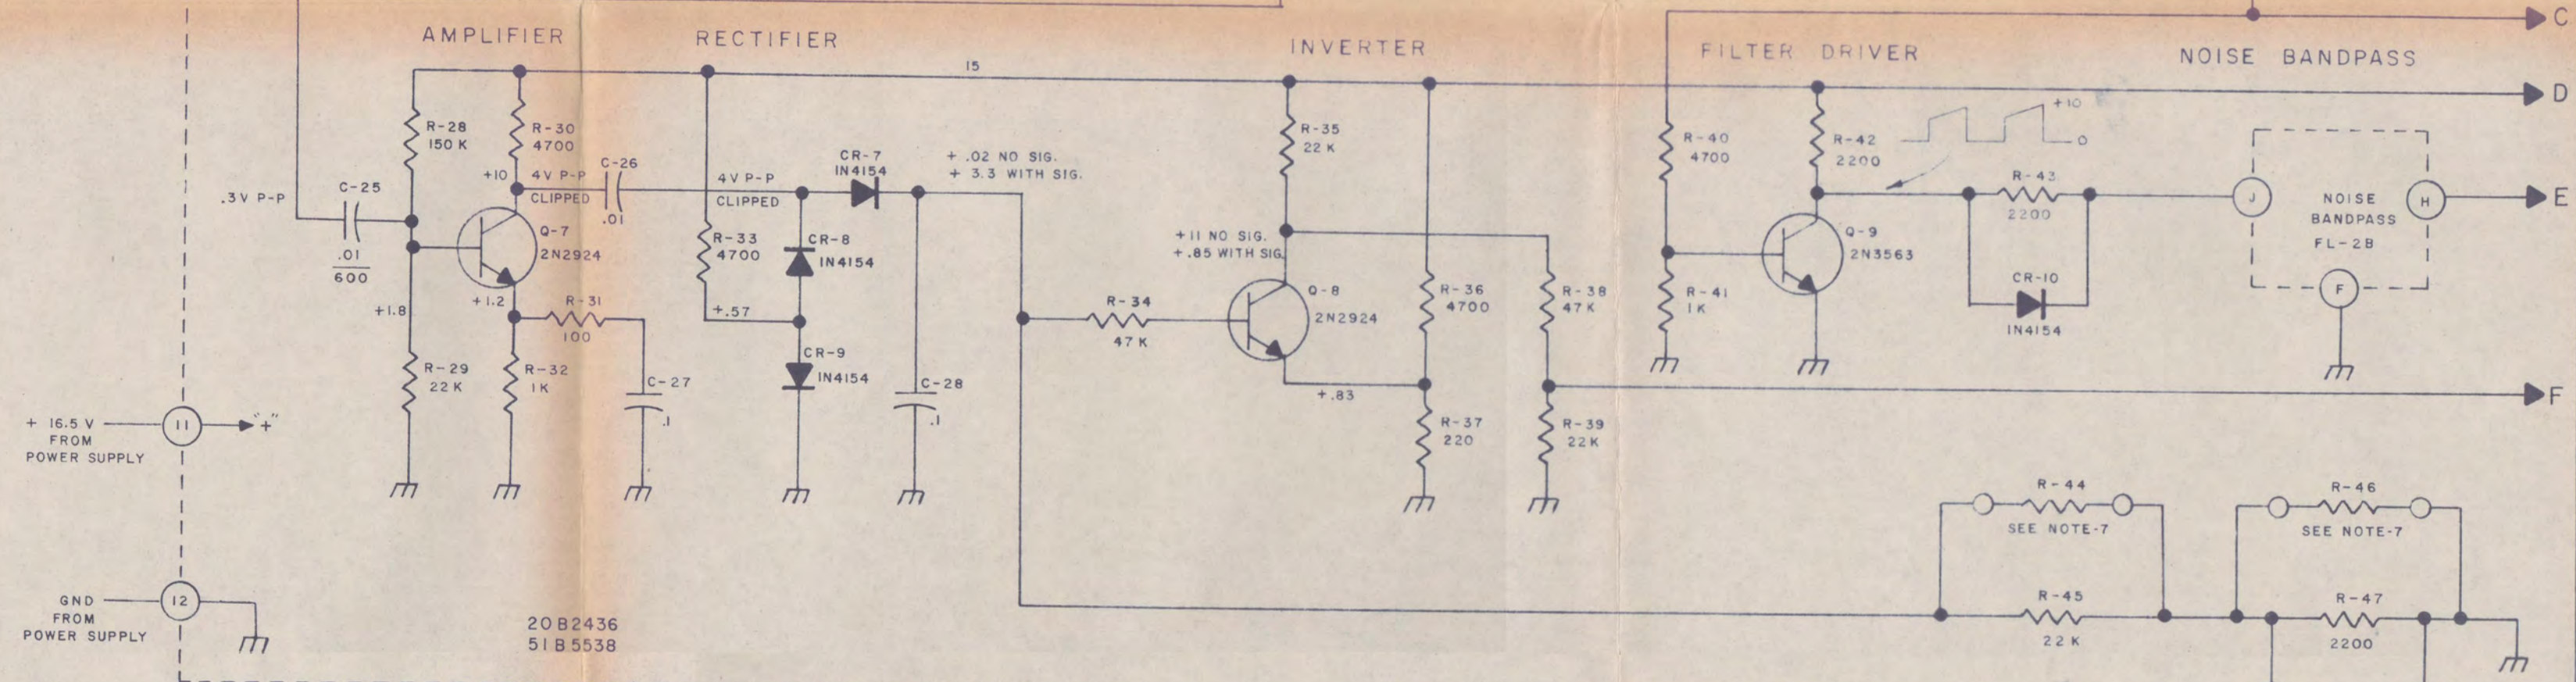 AMPLIFIER
RECTIFIER
INVERTER
FILTER DRIVER
NOISE BANDPASS
C
15
D
R-28
150 K
R-30
4700
C-26
.01
+10
4V P-P
CLIPPED
4V P-P
CLIPPED
CR-7
IN4154
+ .02 NO SIG.
+ 3.3 WITH SIG.
R-35
22 K
R-40
4700
R-42
2200
+10
0
R-43
2200
J
NOISE
BANDPASS
FL-2B
H
F
E
.3V P-P
C-25
.01
600
Q-7
2N2924
R-33
4700
CR-8
IN4154
+11 NO SIG.
+.85 WITH SIG.
Q-9
2N3563
CR-10
IN4154
+1.8
+1.2
R-31
100
+.57
R-34
47 K
Q-8
2N2924
R-36
4700
R-38
47K
R-41
1K
R-29
22 K
R-32
1K
C-27
.1
CR-9
IN4154
C-28
.1
+.83
F
R-37
220
R-39
22K
+ 16.5 V
FROM
POWER SUPPLY
11
"+"
R-44
SEE NOTE-7
R-46
SEE NOTE-7
GND
FROM
POWER SUPPLY
12
20B2436
51B5538
R-45
22 K
R-47
2200